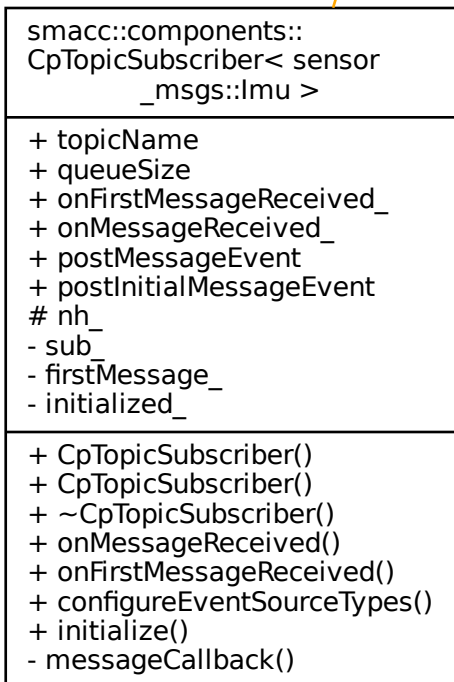 smacc::components::
CpTopicSubscriber< sensor
_msgs::Imu >
+ topicName
+ queueSize
+ onFirstMessageReceived_
+ onMessageReceived_
+ postMessageEvent
+ postInitialMessageEvent
# nh_
- sub_
- firstMessage_
- initialized_
+ CpTopicSubscriber()
+ CpTopicSubscriber()
+ ~CpTopicSubscriber()
+ onMessageReceived()
+ onFirstMessageReceived()
+ configureEventSourceTypes()
+ initialize()
- messageCallback()